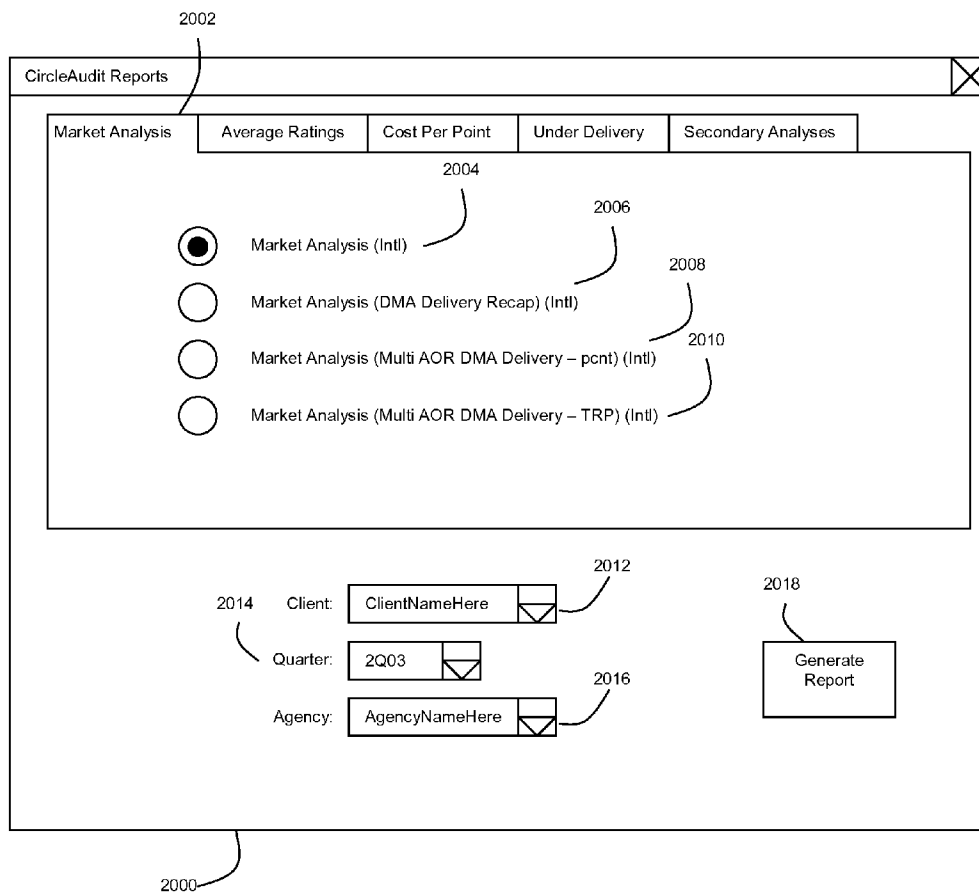 2002
CircleAudit Reports
Market Analysis
Average Ratings
Cost Per Point
Under Delivery
Secondary Analyses
2004
Market Analysis (Intl)
2006
Market Analysis (DMA Delivery Recap) (Intl)
2008
Market Analysis (Multi AOR DMA Delivery – pcnt) (Intl)
2010
Market Analysis (Multi AOR DMA Delivery – TRP) (Intl)
2012
Client: ClientNameHere
2014
Quarter: 2Q03
2016
Agency: AgencyNameHere
2018
Generate
Report
2000